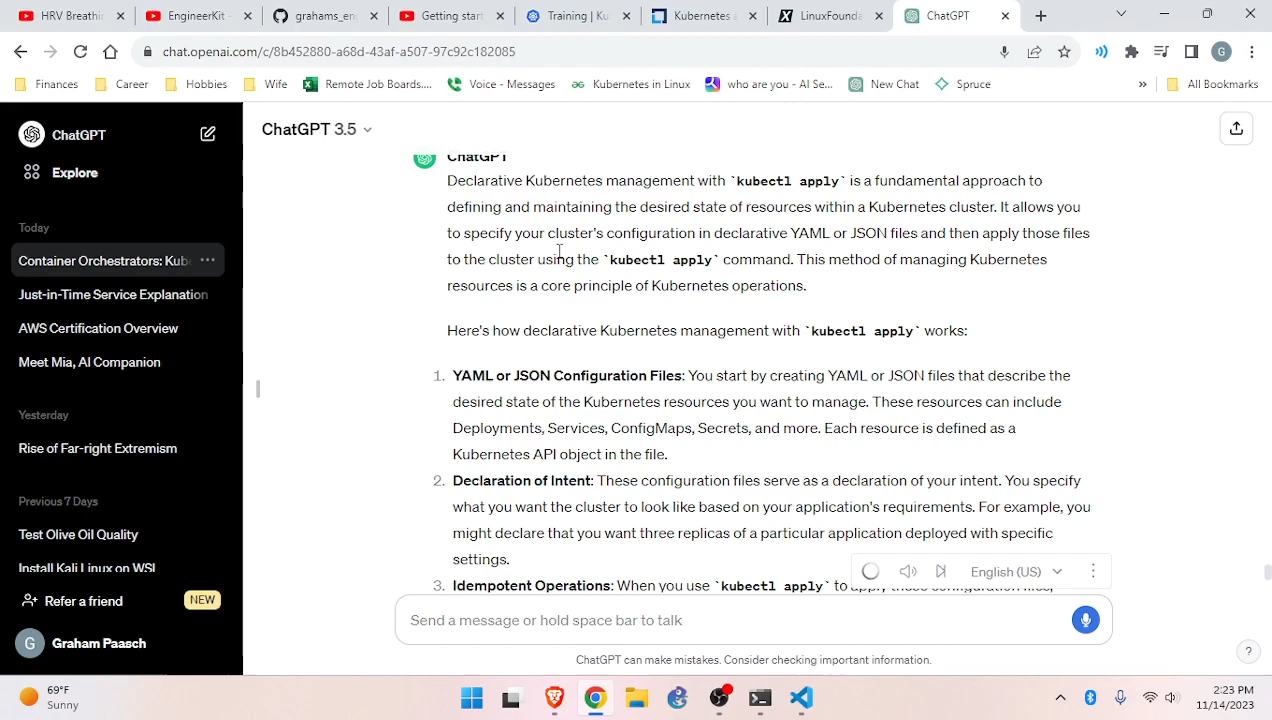 HRV Breathi
EngineerKit -
grahams_en
Getting start
Training | Ku
Kubernetes a
LinuxFounda
ChatGPT
chat.openai.com/c/8b452880-a68d-43af-a507-97c92c182085
G
Finances
Career
Hobbies
Wife
Remote Job Boards....
Voice - Messages
Kubernetes in Linux
who are you - AI Se...
New Chat
Spruce
»
All Bookmarks
ChatGPT
Explore
Today
Container Orchestrators: Kub
Just-in-Time Service Explanation
AWS Certification Overview
Meet Mia, AI Companion
Yesterday
Rise of Far-right Extremism
Previous 7 Days
Test Olive Oil Quality
Install Kali Linux on WSL
Refer a friend
NEW
G
Graham Paasch
ChatGPT 3.5
ChatGPT
Declarative Kubernetes management with `kubectl apply` is a fundamental approach to
defining and maintaining the desired state of resources within a Kubernetes cluster. It allows you
to specify your cluster's configuration in declarative YAML or JSON files and then apply those files
to the cluster using the `kubectl apply` command. This method of managing Kubernetes
resources is a core principle of Kubernetes operations.
Here's how declarative Kubernetes management with `kubectl apply` works:
1. YAML or JSON Configuration Files: You start by creating YAML or JSON files that describe the
desired state of the Kubernetes resources you want to manage. These resources can include
Deployments, Services, ConfigMaps, Secrets, and more. Each resource is defined as a
Kubernetes API object in the file.
2. Declaration of Intent: These configuration files serve as a declaration of your intent. You specify
what you want the cluster to look like based on your application's requirements. For example, you
might declare that you want three replicas of a particular application deployed with specific
settings.
3. Idempotent Operations: When you use `kubectl apply` to apply these configuration files,
English (US)
Send a message or hold space bar to talk
ChatGPT can make mistakes. Consider checking important information.
?
69°F
Sunny
2:23 PM
11/14/2023